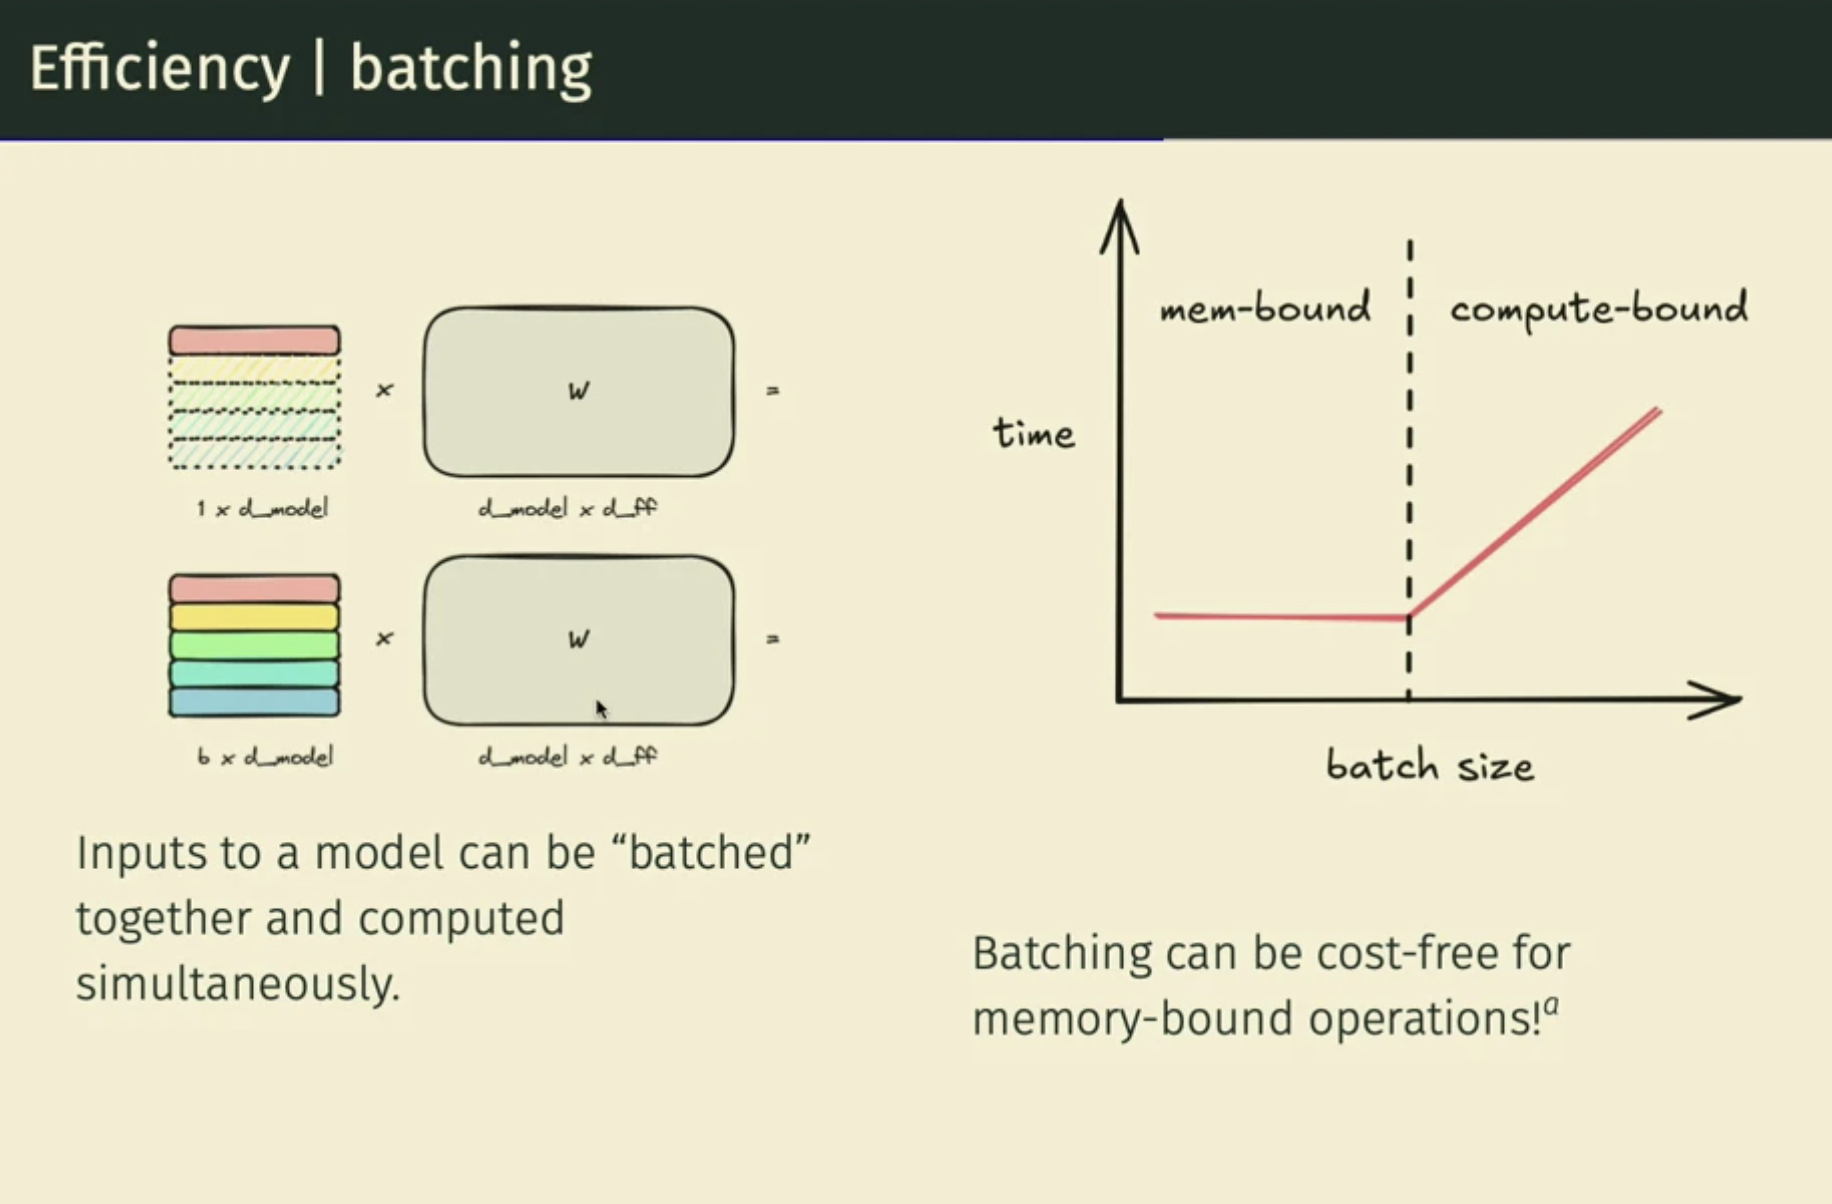 Efficiency | batching
W
x
=
1 x d_model
d_model x d_ff
W
x
=
b x d_model
d_model x d_ff
Inputs to a model can be “batched”
together and computed
simultaneously.
mem-bound
compute-bound
time
batch size
Batching can be cost-free for
memory-bound operations!a